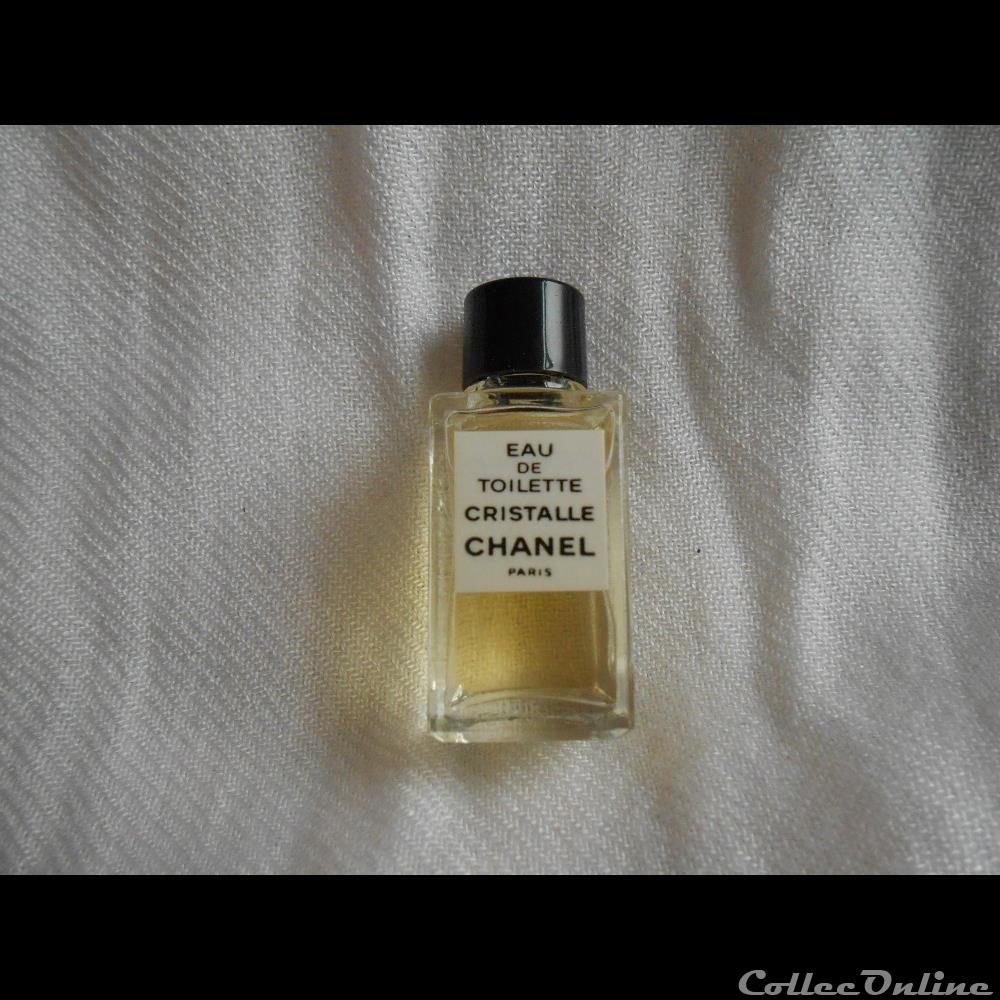 EAU
DE
TOILETTE
CRISTALLE
CHANEL
PARIS
CollecOnline